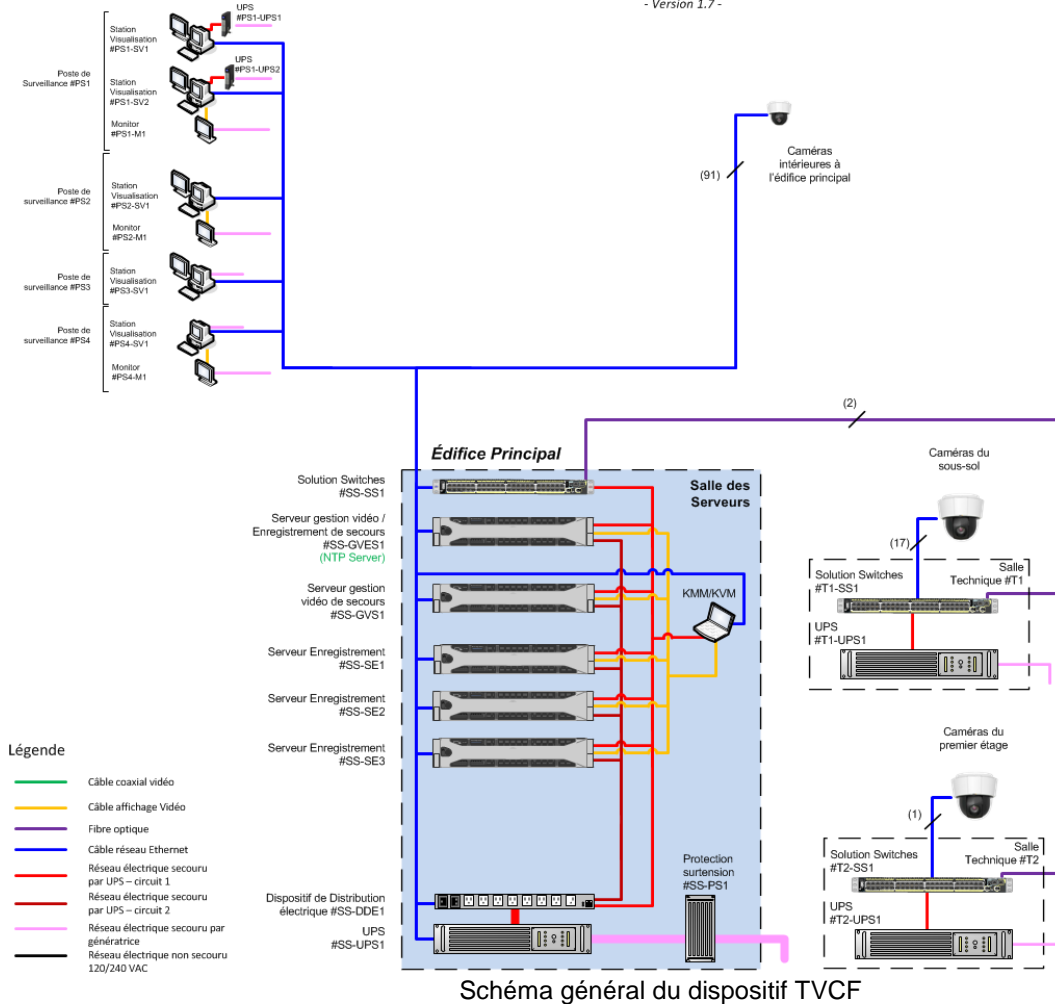 - Version 1.7 -
UPS
#PS1-UPS1
Station
Visualisation
#PS1-SV1
UPS
#PS1-UPS2
Poste de
Surveillance #PS1
Station
Visualisation
#PS1-SV2
Monitor
#PS1-M1
Caméras
intérieures à
l'édifice principal
(91)
Poste de
surveillance #PS2
Station
Visualisation
#PS2-SV1
Monitor
#PS2-M1
Poste de
surveillance #PS3
Station
Visualisation
#PS3-SV1
Poste de
surveillance #PS4
Station
Visualisation
#PS4-SV1
Monitor
#PS4-M1
(2)
Édifice Principal
Salle des
Serveurs
Solution Switches
#SS-SS1
Serveur gestion vidéo /
Enregistrement de secours
#SS-GVES1
(NTP Server)
Serveur gestion
vidéo de secours
#SS-GVS1
KMM/KVM
Serveur Enregistrement
#SS-SE1
Serveur Enregistrement
#SS-SE2
Serveur Enregistrement
#SS-SE3
Dispositif de Distribution
électrique #SS-DDE1
UPS
#SS-UPS1
Protection
surtension
#SS-PS1
Caméras du
sous-sol
(17)
Solution Switches
#T1-SS1
Salle
Technique #T1
UPS
#T1-UPS1
Caméras du
premier étage
(1)
Solution Switches
#T2-SS1
Salle
Technique #T2
UPS
#T2-UPS1
Légende
Câble coaxial vidéo
Câble affichage Vidéo
Fibre optique
Câble réseau Ethernet
Réseau électrique secouru
par UPS – circuit 1
Réseau électrique secouru
par UPS – circuit 2
Réseau électrique secouru par
génératrice
Réseau électrique non secouru
120/240 VAC
Schéma général du dispositif TVCF